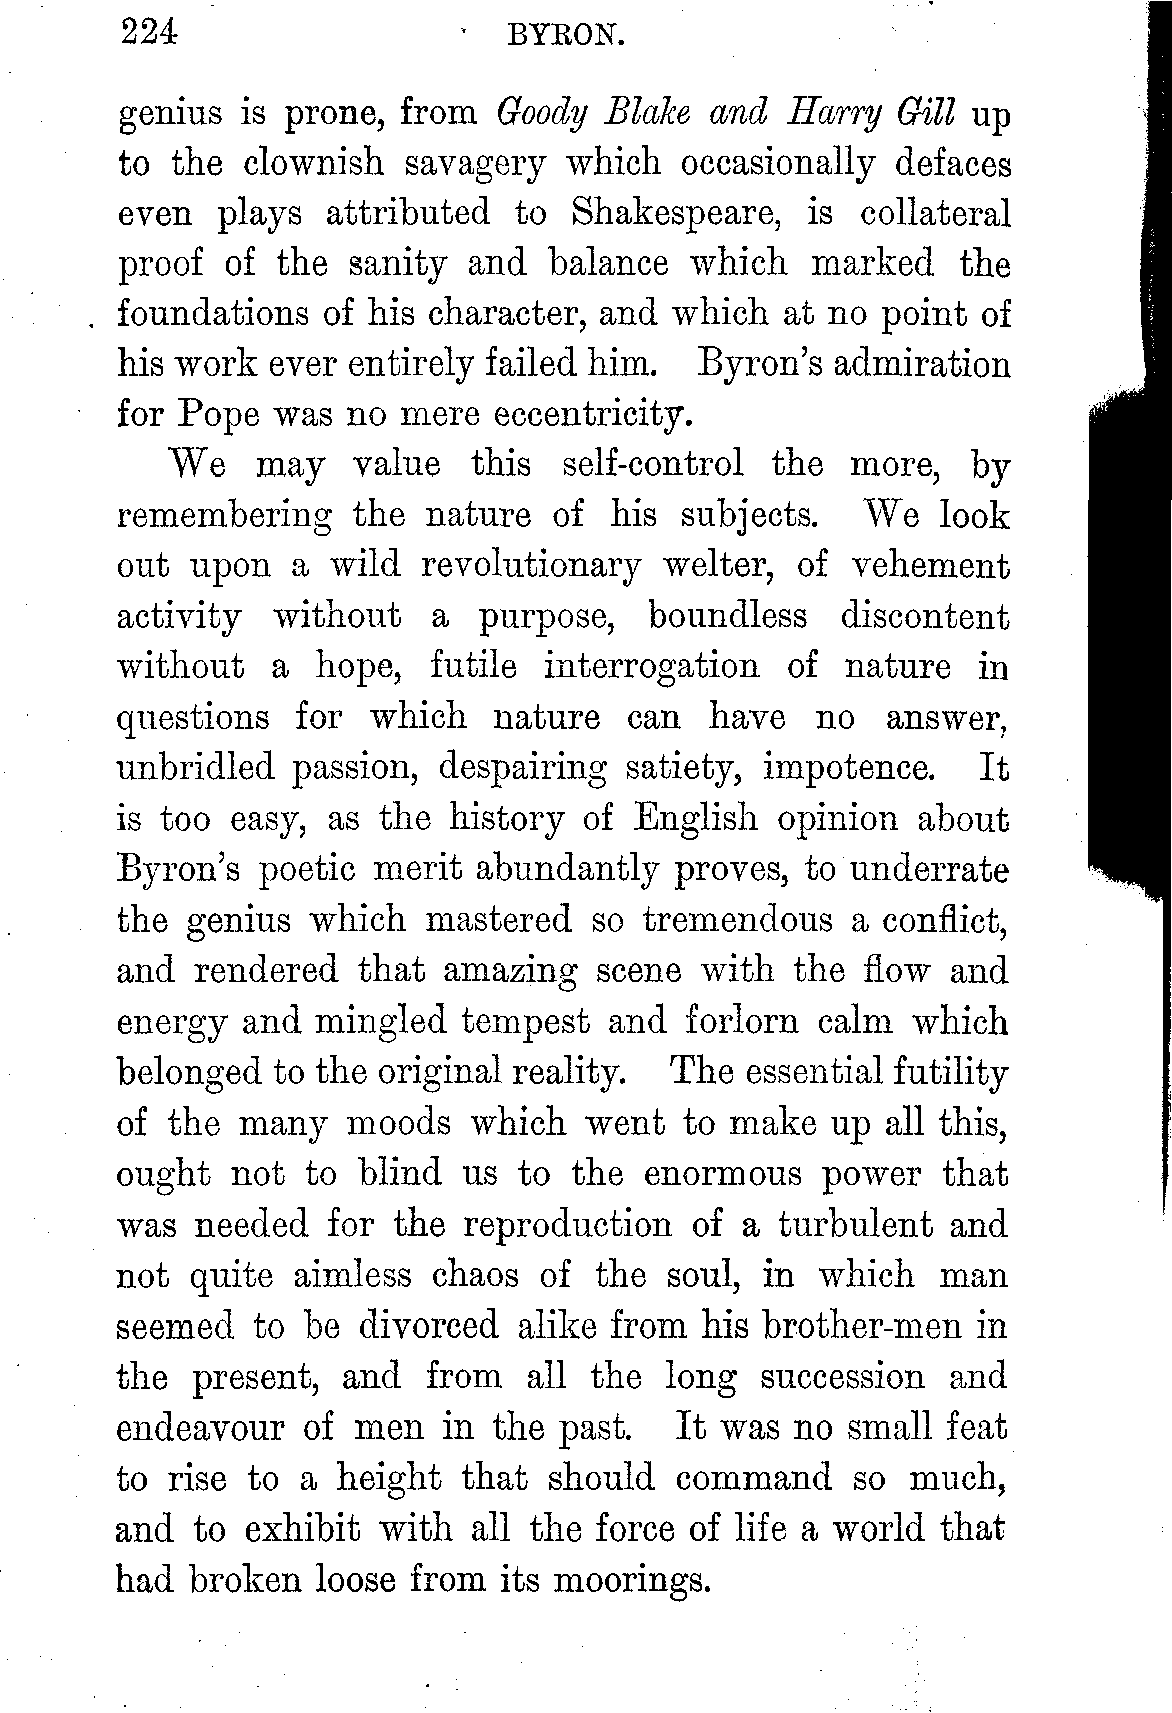 224 BYRON.
genius is prone, from Goody Blake and Harry Gill up
to the clownish savagery which occasionally defaces
even plays attributed to Shakespeare, is collateral
proof of the sanity and balance which marked the
foundations of his character, and which at no point of
his work ever entirely failed him. Byron's admiration
for Pope was no mere eccentricity.
We may value this self-control the more, by
remembering the nature of his subjects. We look
out upon a wild revolutionary welter, of vehement
activity without a purpose, boundless discontent
without a hope, futile interrogation of nature in
questions for which nature can have no answer,
unbridled passion, despairing satiety, impotence. It
is too easy, as the history of English opinion about
Byron's poetic merit abundantly proves, to underrate
the genius which mastered so tremendous a conflict,
and rendered that amazing scene with the flow and
energy and mingled tempest and forlorn calm which
belonged to the original reality. The essential futility
of the many moods which went to make up all this,
ought not to blind us to the enormous power that
was needed for the reproduction of a turbulent and
not quite aimless chaos of the soul, in which man
seemed to be divorced alike from his brother-men in
the present, and from all the long succession and
endeavour of men in the past. It was no small feat
to rise to a height that should command so much,
and to exhibit with all the force of life a world that
had broken loose from its moorings.